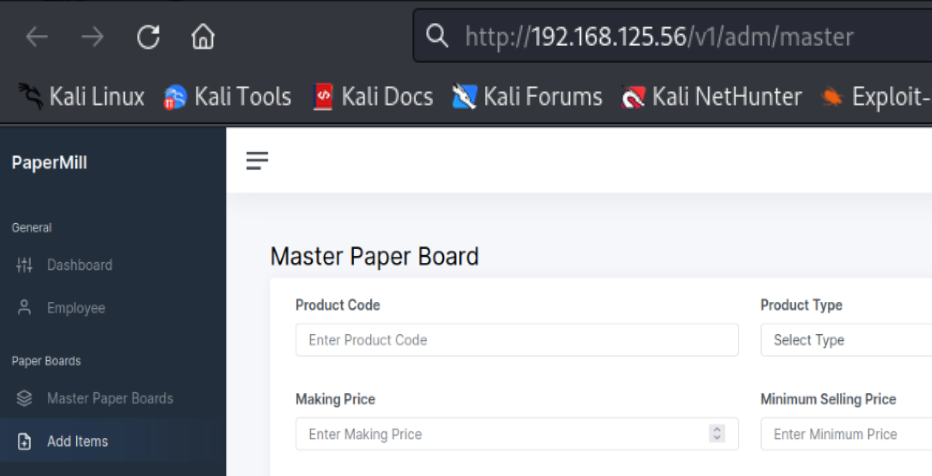 http://192.168.125.56/v1/adm/master
Kali Linux Kali Tools Kali Docs Kali Forums Kali NetHunter Exploit-
PaperMill
General
Dashboard
Employee
Paper Boards
Master Paper Boards
Add Items
Master Paper Board
Product Code Product Type
Enter Product Code Select Type
Making Price Minimum Selling Price
Enter Making Price Enter Minimum Price